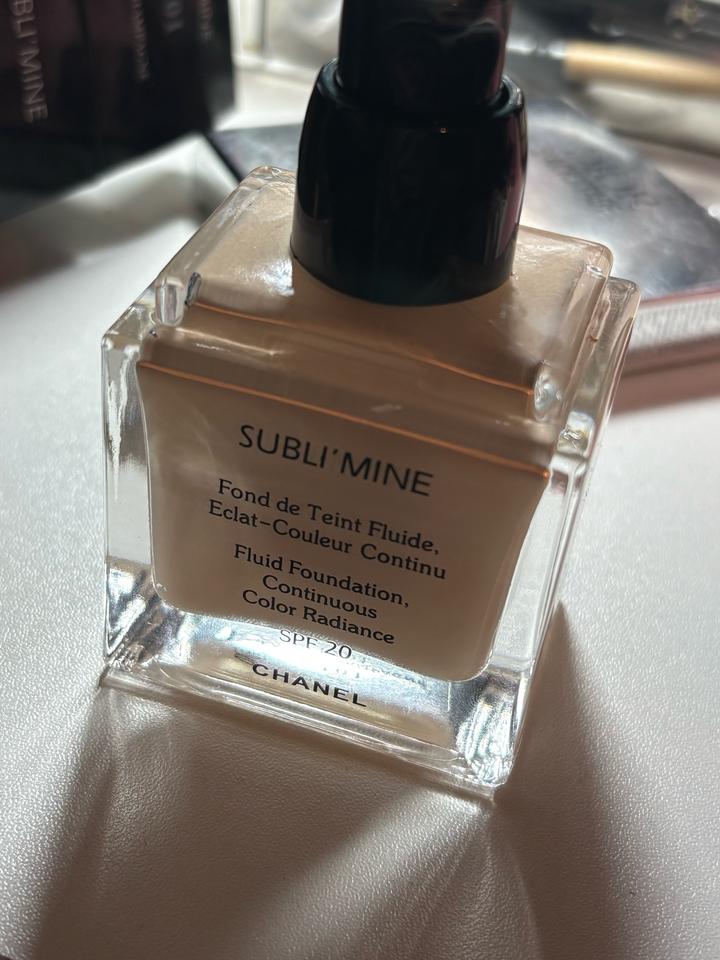 SUBLI'MINE
Fond de Teint Fluide,
Eclat-Couleur Continu
Fluid Foundation,
Continuous
Color Radiance
SPF 20
CHANEL